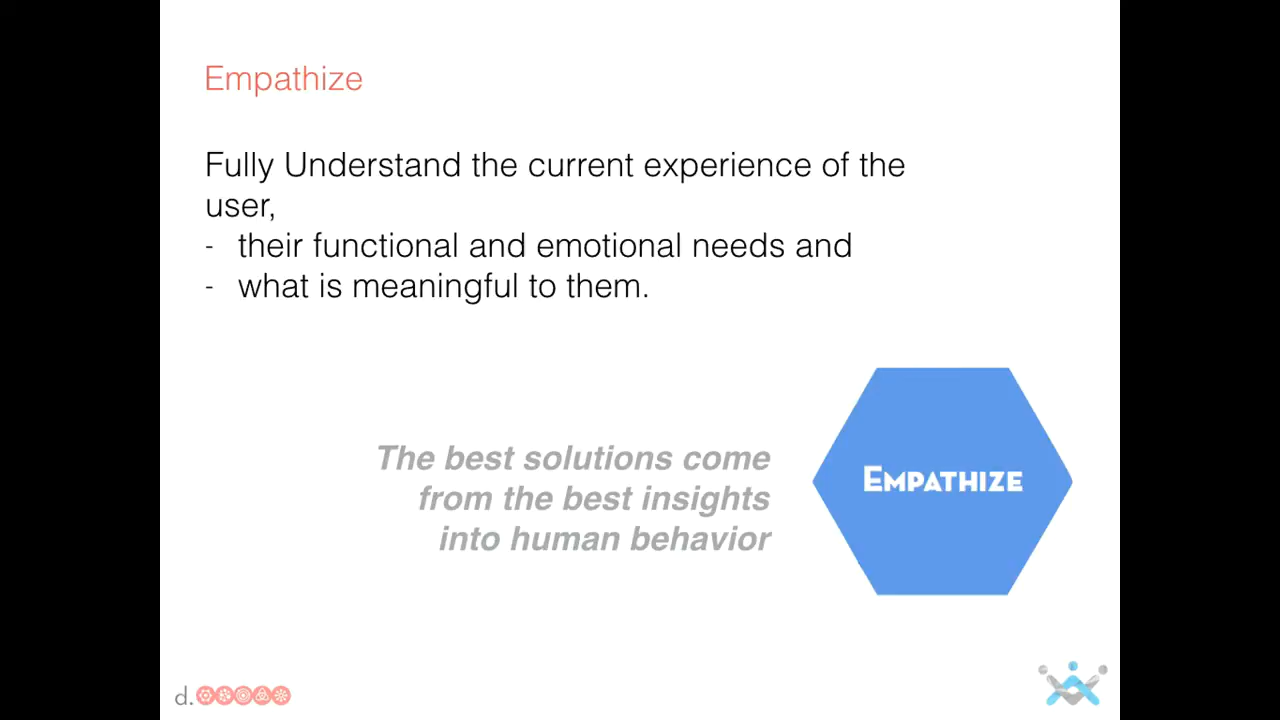 Empathize
Fully Understand the current experience of the
user,
- their functional and emotional needs and
- what is meaningful to them.
The best solutions come
from the best insights
into human behavior
EMPATHIZE
d.